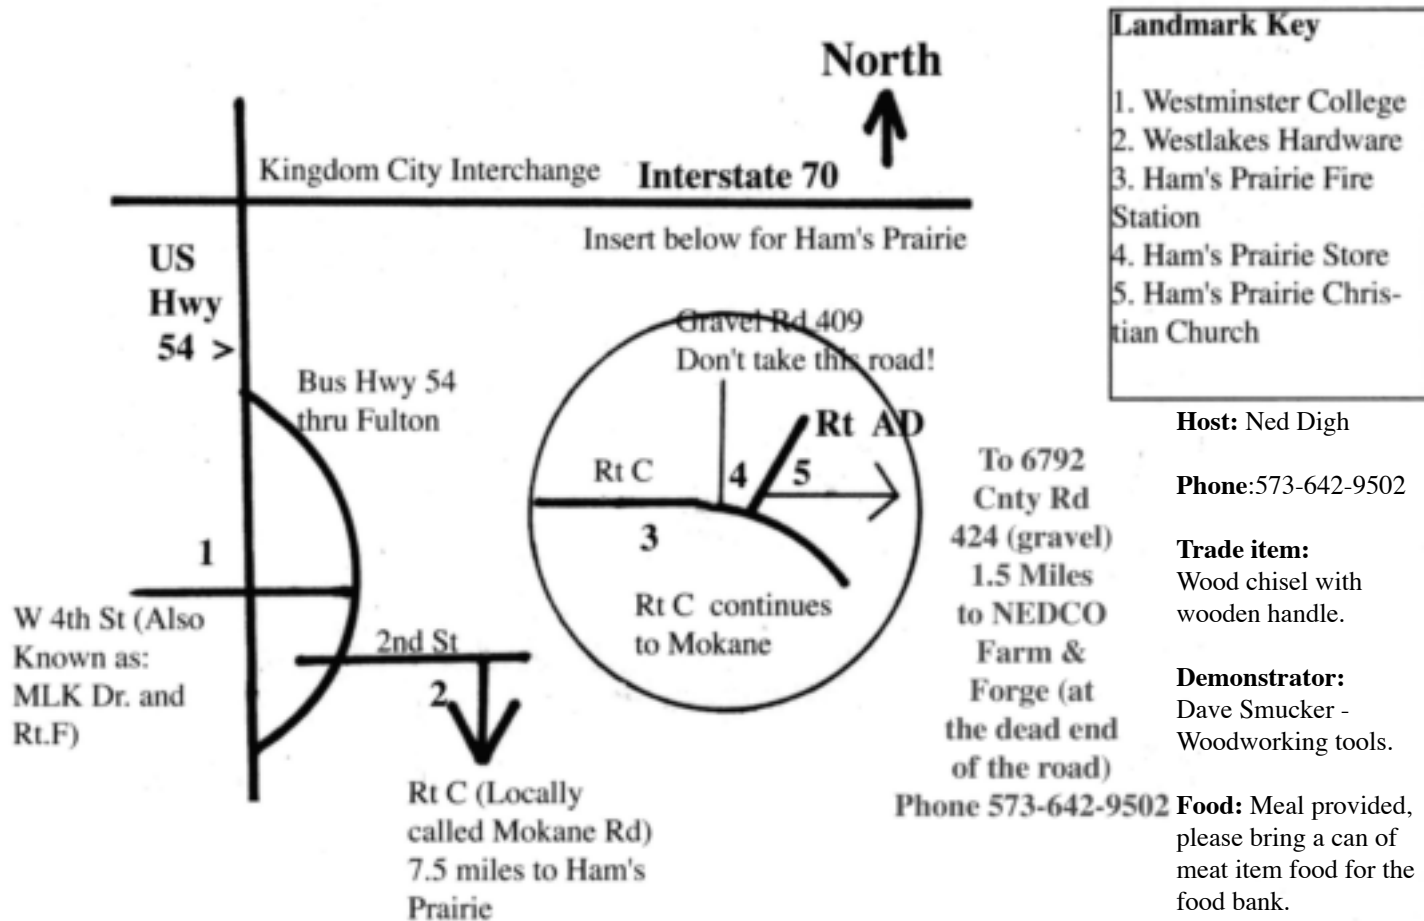 North
Kingdom City Interchange
Interstate 70
Insert below for Ham's Prairie
US
Hwy
54 >
Bus Hwy 54
thru Fulton
1
W 4th St (Also
Known as:
MLK Dr. and
Rt.F)
2nd St
2
Rt C (Locally
called Mokane Rd)
7.5 miles to Ham's
Prairie
Gravel Rd 409
Don't take this road!
Rt AD
Rt C
4
5
3
Rt C continues
to Mokane
To 6792
Cnty Rd
424 (gravel)
1.5 Miles
to NEDCO
Farm &
Forge (at
the dead end
of the road)
Phone 573-642-9502
Landmark Key
1. Westminster College
2. Westlakes Hardware
3. Ham's Prairie Fire
Station
4. Ham's Prairie Store
5. Ham's Prairie Chris-
tian Church
Host: Ned Digh
Phone:573-642-9502
Trade item:
Wood chisel with
wooden handle.
Demonstrator:
Dave Smucker -
Woodworking tools.
Food: Meal provided,
please bring a can of
meat item food for the
food bank.